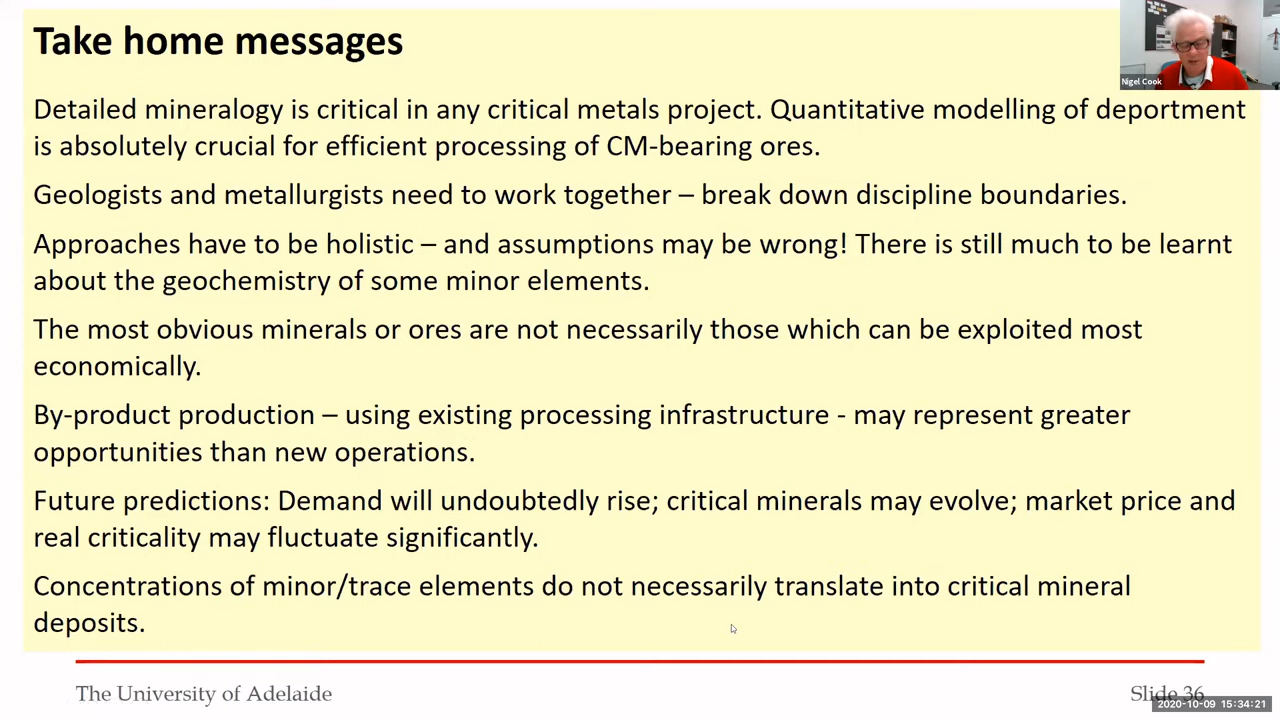 Take home messages
Nigel Cook
Detailed mineralogy is critical in any critical metals project. Quantitative modelling of deportment
is absolutely crucial for efficient processing of CM-bearing ores.
Geologists and metallurgists need to work together – break down discipline boundaries.
Approaches have to be holistic – and assumptions may be wrong! There is still much to be learnt
about the geochemistry of some minor elements.
The most obvious minerals or ores are not necessarily those which can be exploited most
economically.
By-product production – using existing processing infrastructure - may represent greater
opportunities than new operations.
Future predictions: Demand will undoubtedly rise; critical minerals may evolve; market price and
real criticality may fluctuate significantly.
Concentrations of minor/trace elements do not necessarily translate into critical mineral
deposits.
The University of Adelaide
Slide 36
2020-10-09 15:34:21